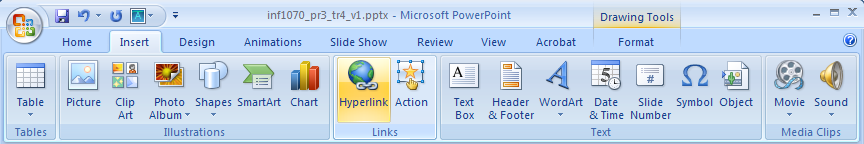 inf1070_pr3_tr4_v1.pptx - Microsoft PowerPoint
Drawing Tools
Home Insert Design Animations Slide Show Review View Acrobat Format
Table
Picture
Clip
Art
Photo
Album
Shapes
SmartArt
Chart
Hyperlink
Action
Text
Box
Header
& Footer
WordArt
Date
& Time
Slide
Number
Symbol
Object
Movie
Sound
Tables
Illustrations
Links
Text
Media Clips